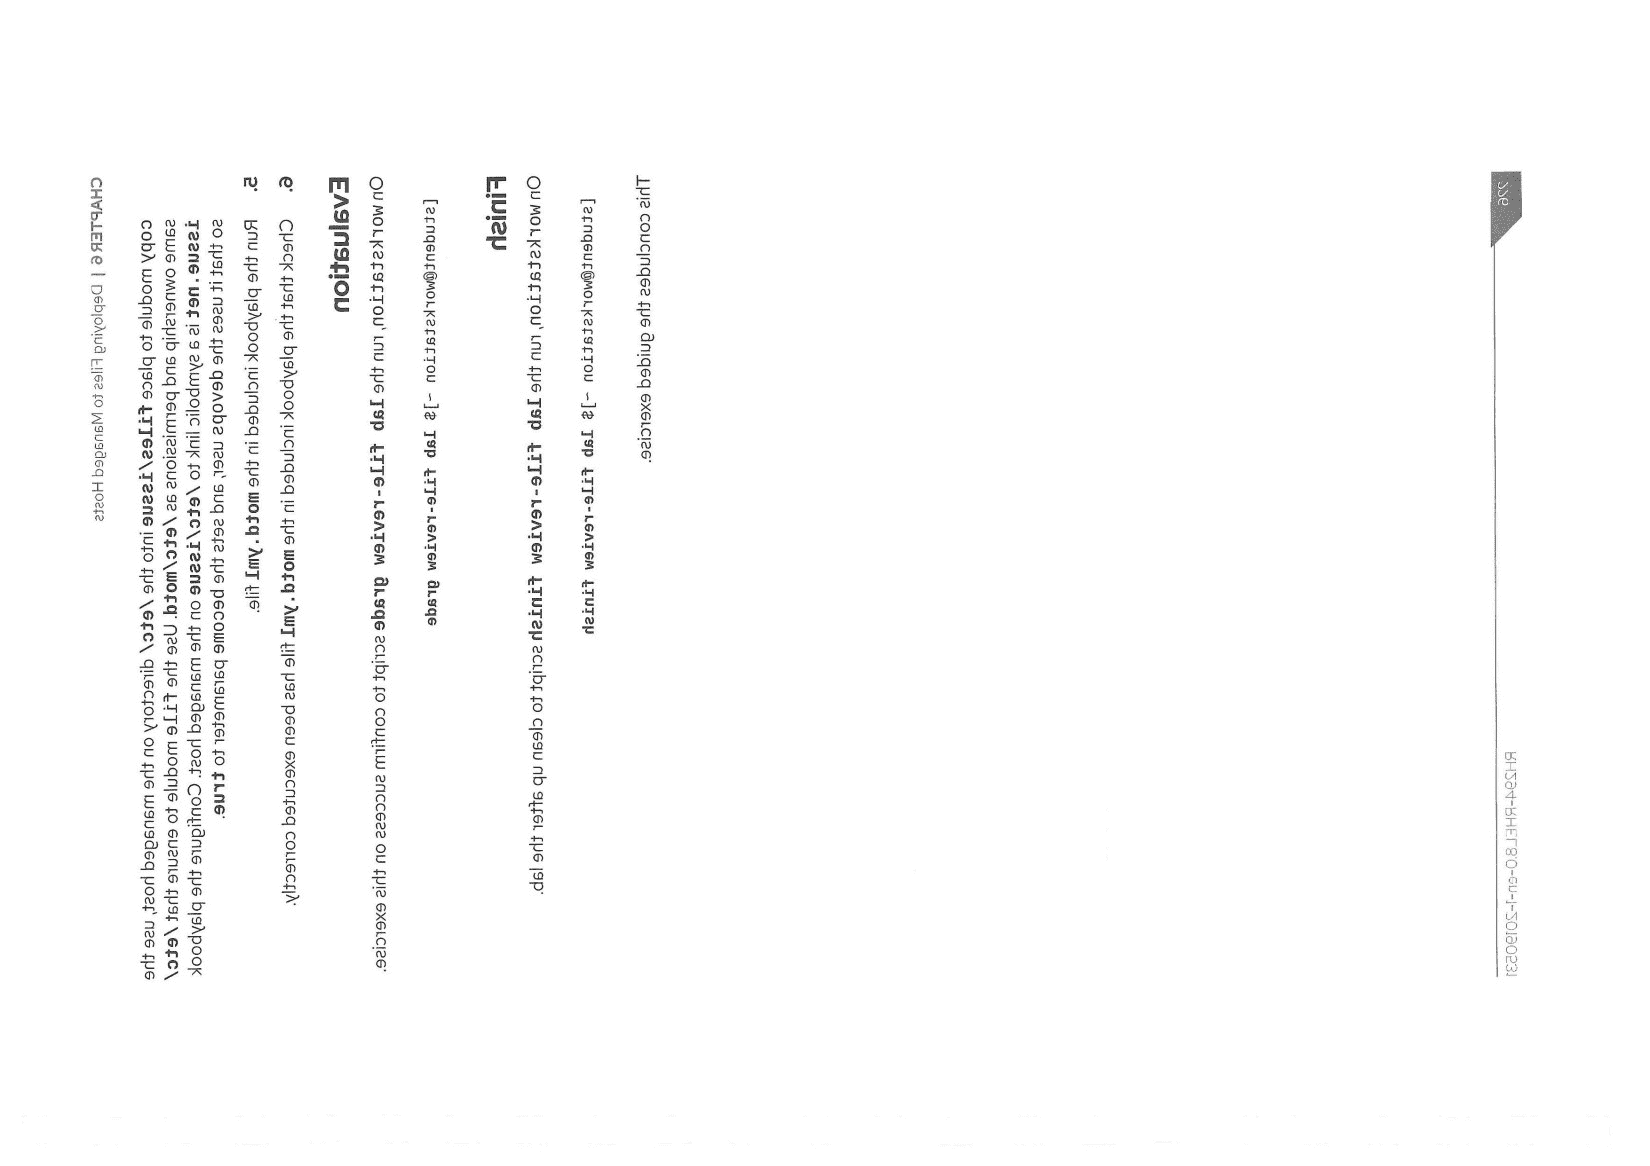 CHAPTER 6 | Deploying Files to Managed Hosts
copy module to place files/issue into the /etc/ directory on the managed host, use the
same ownership and permissions as /etc/motd. Use the file module to ensure that /etc/
issue.net is a symbolic link to /etc/issue on the managed host. Configure the playbook
so that it uses the devops user, and sets the become parameter to true.
5. Run the playbook included in the motd.yml file.
6. Check that the playbook included in the motd.yml file has been executed correctly.
Evaluation
On workstation, run the lab file-review grade script to confirm success on this exercise.
[student@workstation ~]$ lab file-review grade
Finish
On workstation, run the lab file-review finish script to clean up after the lab.
[student@workstation ~]$ lab file-review finish
This concludes the guided exercise.
226
RH294-RHEL8.0-en-1-20190531